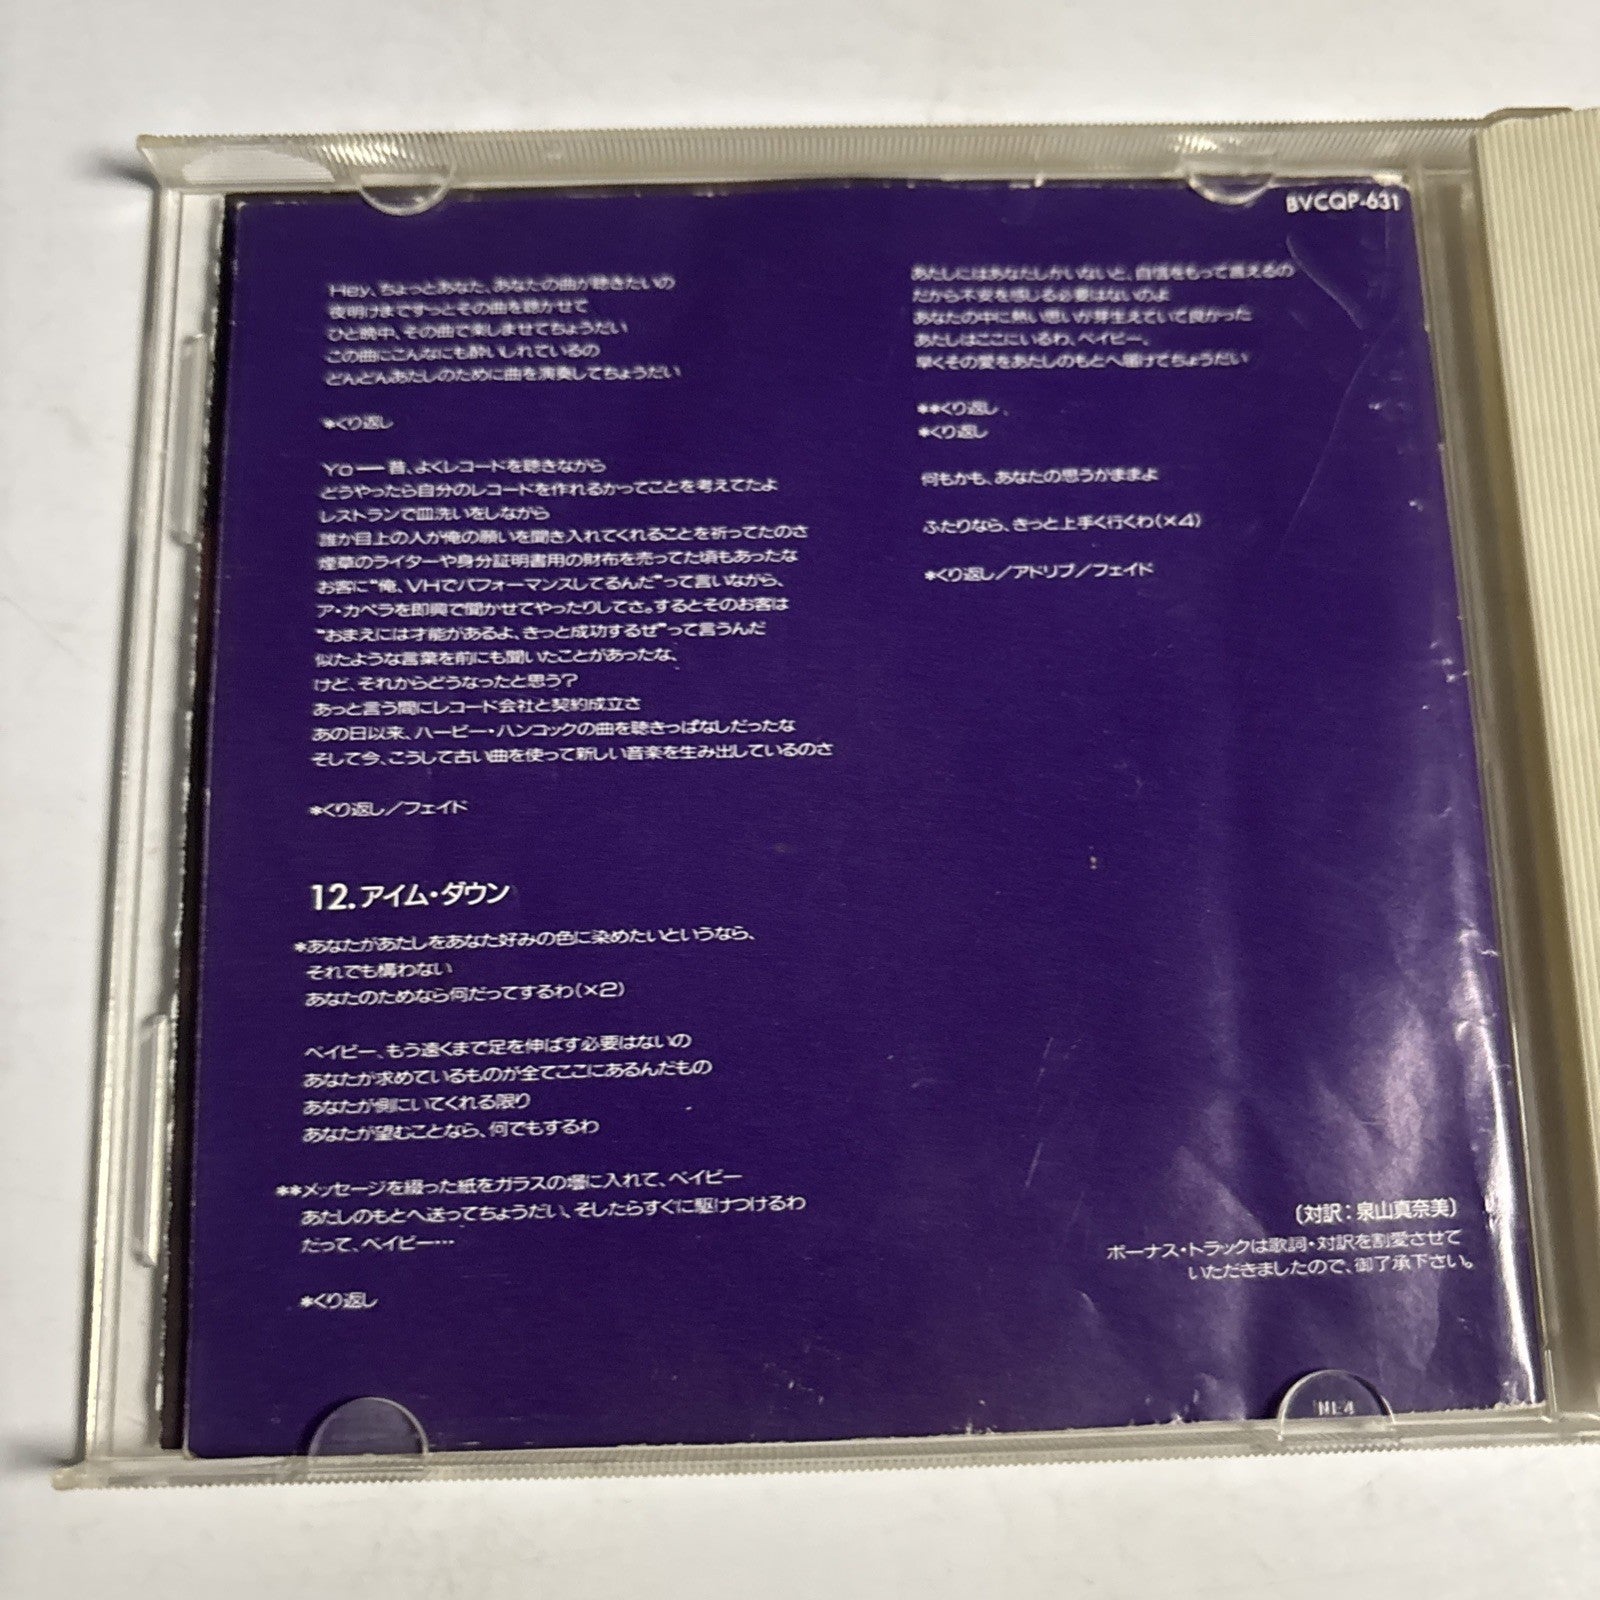 BVCQP-631
Hey、ちょっとあなた、あなたの曲が聴きたいの
夜明けまですっとその曲を聴かせて
ひと晩中、その曲で楽しませてちょうだい
この曲にこんなにも酔いしれているの
どんどんあたしのために曲を演奏してちょうだい
*くり返し
Yo── 昔、よくレコードを聴きながら
どうやったら自分のレコードを作れるかってことを考えてたよ
レストランで皿洗いをしながら
誰か目上の人が俺の願いを聞き入れてくれることを祈ってたのさ
煙草のライターや身分証明書用の財布を売ってた頃もあったな
お客に“俺、VHでパフォーマンスしてるんだ”って言いながら、
ア・カペラを即興で聞かせてやったりしてさ。するとそのお客は
“おまえには才能があるよ、きっと成功するぜ”って言うんだ
似たような言葉を前にも聞いたことがあったな、
けど、それからどうなったと思う?
あっと言う間にレコード会社と契約成立さ
あの日以来、ハービー・ハンコックの曲を聴きっぱなしだったな
そして今、こうして古い曲を使って新しい音楽を生み出しているのさ
*くり返し/フェイド
12.アイム・ダウン
*あなたがあたしをあなた好みの色に染めたいというなら、
それでも構わない
あなたのためなら何だってするわ(×2)
ベイビー、もう遠くまで足を伸ばす必要はないの
あなたが求めているものが全てここにあるんだもの
あなたが側にいてくれる限り
あなたが望むことなら、何でもするわ
**メッセージを綴った紙をガラスの壜に入れて、ベイビー
あたしのもとへ送ってちょうだい、そしたらすぐに駆けつけるわ
だって、ベイビー…
*くり返し
あたしにはあなたしかいないと、自信をもって言えるの
だから不安を感じる必要はないのよ
あなたの中に熱い思いが芽生えていて良かった
あたしはここにいるわ、ベイビー。
早くその愛をあたしのもとへ届けてちょうだい
**くり返し
*くり返し
何もかも、あなたの思うがままよ
ふたりなら、きっと上手く行くわ(×4)
*くり返し/アドリブ/フェイド
(対訳:泉山真奈美)
ボーナス・トラックは歌詞・対訳を割愛させて
いただきましたので、御了承下さい。